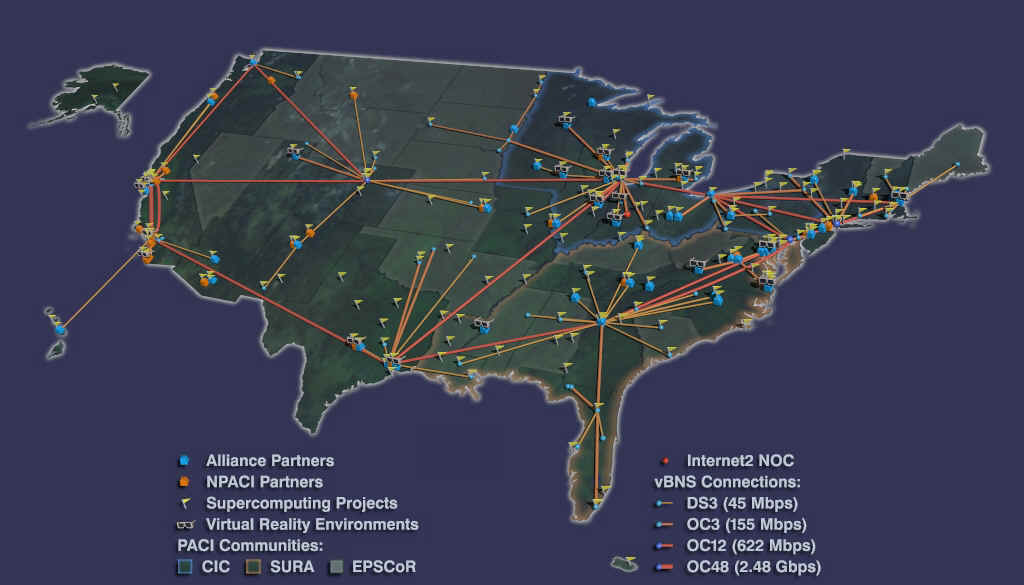 Alliance Partners
NPACI Partners
Supercomputing Projects
Virtual Reality Environments
PACI Communities:
CIC SURA EPSCoR
Internet2 NOC
vBNS Connections:
DS3 (45 Mbps)
OC3 (155 Mbps)
OC12 (622 Mbps)
OC48 (2.48 Gbps)